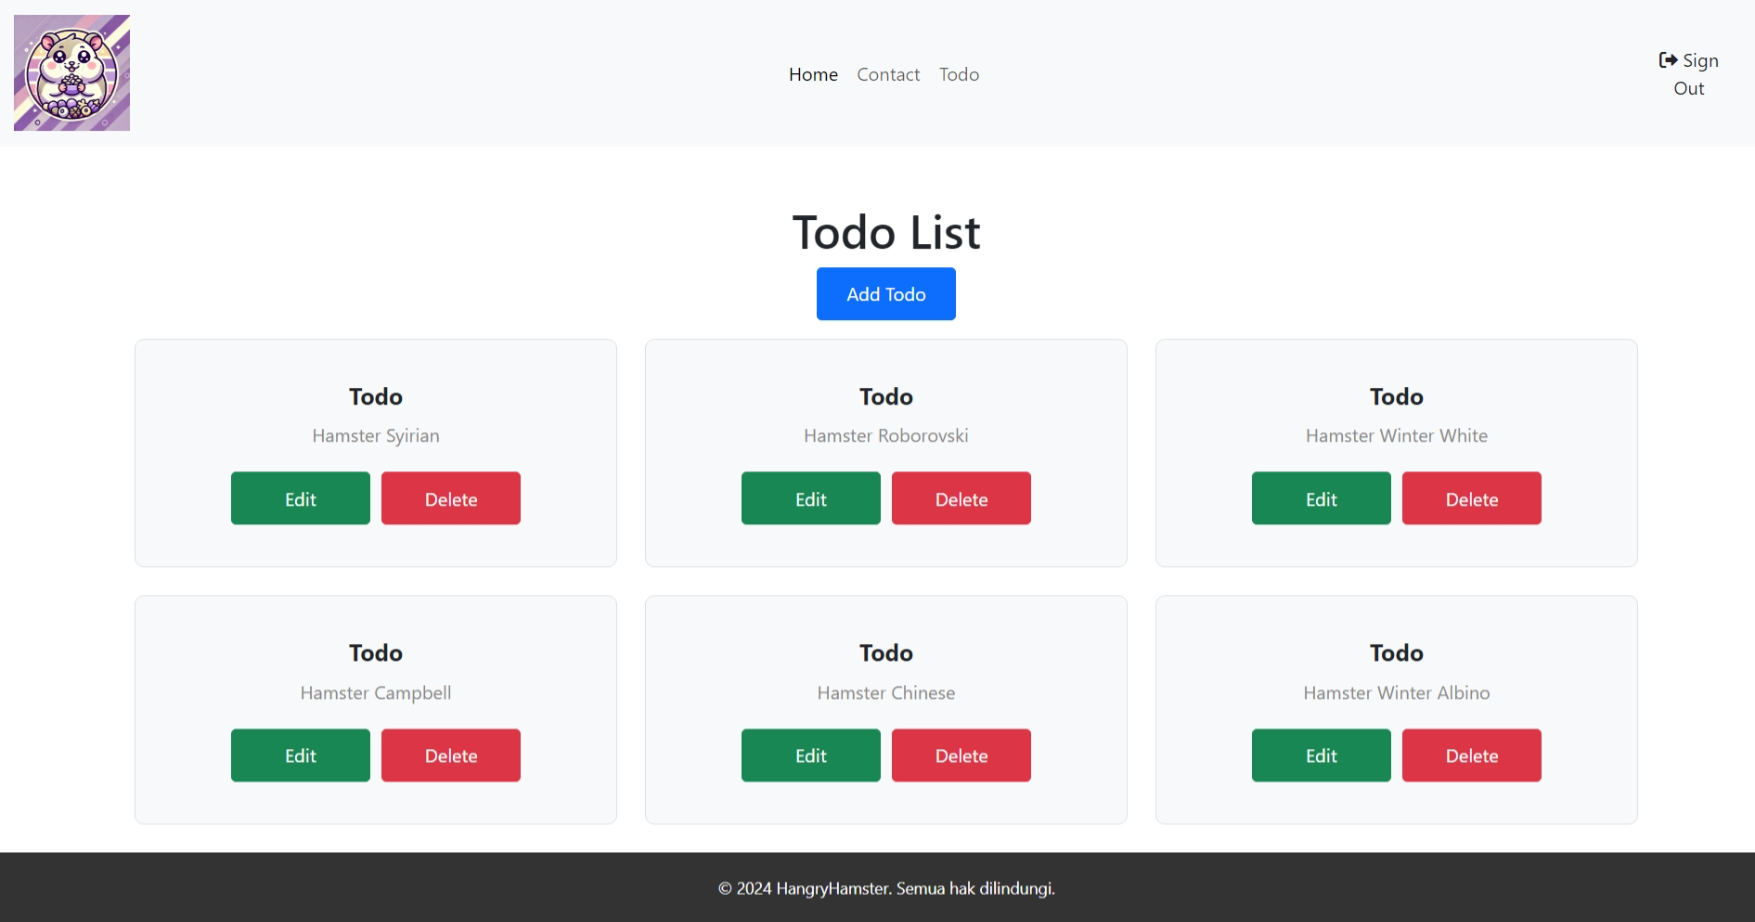 Home Contact Todo
Sign
Out
Todo List
Add Todo
Todo
Hamster Syirian
Edit Delete
Todo
Hamster Roborovski
Edit Delete
Todo
Hamster Winter White
Edit Delete
Todo
Hamster Campbell
Edit Delete
Todo
Hamster Chinese
Edit Delete
Todo
Hamster Winter Albino
Edit Delete
© 2024 HangryHamster. Semua hak dilindungi.